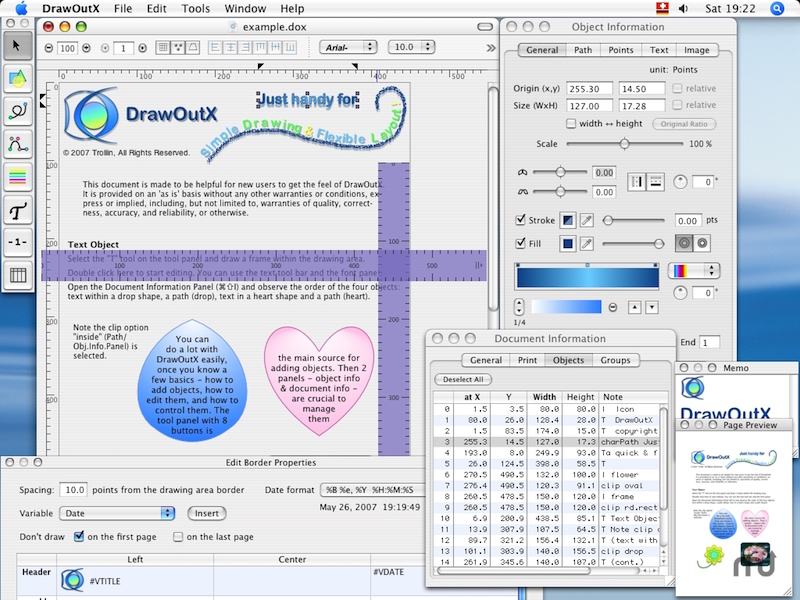 DrawOutX File Edit Tools Window Help Sat 19:22
example.dox
100 1 Arial- 10.0
0 100 200 300 400 500
DrawOutX
Just handy for
Simple Drawing & Flexible Layout!
© 2007 Trollin, All Rights Reserved.
This document is made to be helpful for new users to get the feel of DrawOutX.
It is provided on an 'as is' basis without any other warranties or conditions, ex-
press or implied, including, but not limited to, warranties of quality, correct-
ness, accuracy, and reliability, or otherwise.
Text Object
Select the "T" tool on the tool panel and draw a frame within the drawing area.
Double click here to start editing. You can use the text tool bar and the font panel.
Open the Document Information Panel (⌘⇧I) and observe the order of the four objects:
text within a drop shape, a path (drop), text in a heart shape and a path (heart).
Note the clip option
"inside" (Path/
Obj.Info.Panel) is
selected.
You can
do a lot with
DrawOutX easily,
once you know a
few basics - how to
add objects, how to
edit them, and how to
control them. The
tool panel with 8
buttons is
the main source for
adding objects. Then 2
panels - object info
& document info -
are crucial to
manage
them
Object Information
General Path Points Text Image
unit: Points
Origin (x,y) 255.30 14.50 relative
Size (WxH) 127.00 17.28 relative
width ↔ height Original Ratio
Scale 100 %
0.00
0.00
0°
Stroke 0.00 pts
Fill
0°
1/4
End 1
Document Information
General Print Objects Groups
Deselect All
at X Y Width Height Note
0 1.5 3.5 80.0 80.0 I Icon
1 80.0 26.0 128.4 28.0 T DrawOutX
2 1.5 83.5 174.0 15.0 T copyright
3 255.3 14.5 127.0 17.3 charPath Jus
4 193.0 8.0 249.9 93.0 Ta quick & f
5 26.0 124.5 398.0 58.5 T
6 270.5 490.5 132.0 100.0 I flower
7 276.4 490.5 120.3 91.1 clip oval
8 260.5 478.5 150.0 120.0 I frame
9 260.5 478.5 150.0 120.0 clip rd.rect
10 6.9 200.9 438.5 85.1 T Text Object
11 13.9 307.9 107.5 64.5 T Note clip o
12 89.7 321.2 156.4 132.1 T (text with
13 101.1 303.9 140.0 156.5 clip drop
14 261.9 345.6 140.0 107.0 T (cont.)
Memo
DrawOutX
Page Preview
Edit Border Properties
Spacing: 10.0 points from the drawing area border Date format %B %e, %Y %H:%M:%S
Variable Date Insert May 26, 2007 19:19:49
Don't draw on the first page on the last page
Left Center
Header #VTITLE #VDATE